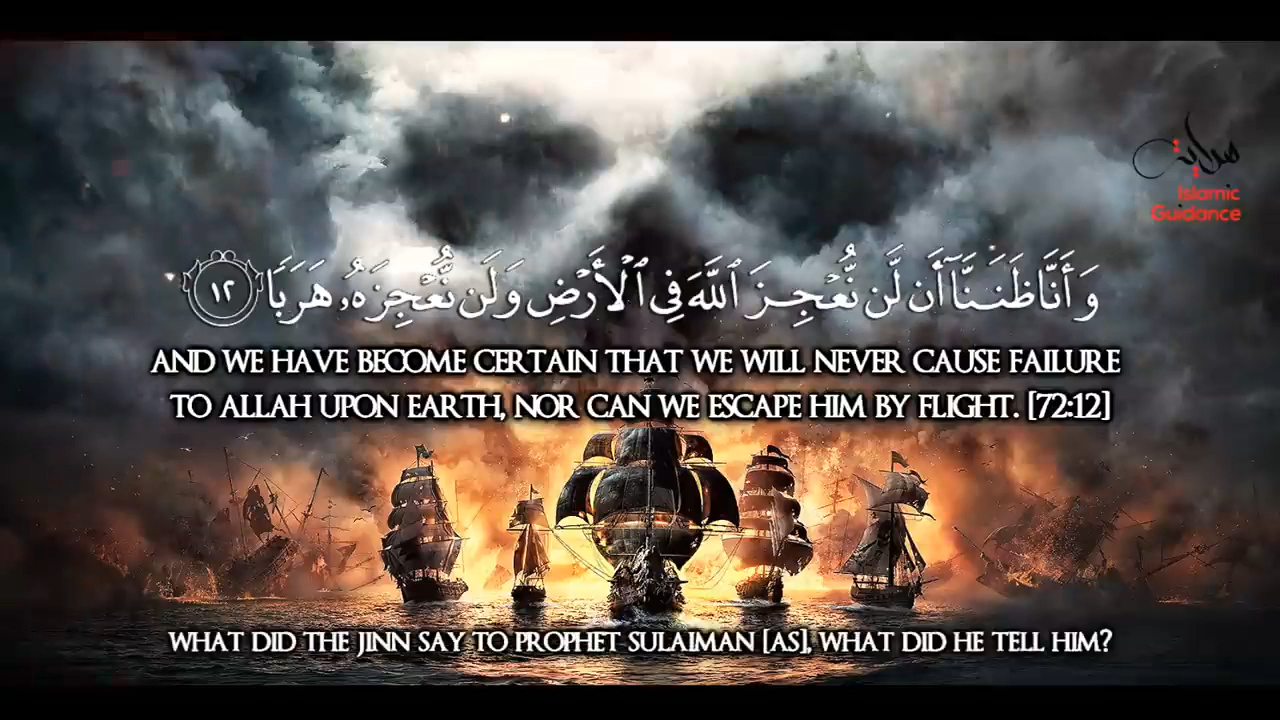 هداية
Islamic
Guidance
وَأَنَّا ظَنَنَّآ أَن لَّن نُّعْجِزَ ٱللَّهَ فِى ٱلْأَرْضِ وَلَن نُّعْجِزَهُۥ هَرَبًا ١٢
AND WE HAVE BECOME CERTAIN THAT WE WILL NEVER CAUSE FAILURE
TO ALLAH UPON EARTH, NOR CAN WE ESCAPE HIM BY FLIGHT. [72:12]
WHAT DID THE JINN SAY TO PROPHET SULAIMAN [AS], WHAT DID HE TELL HIM?